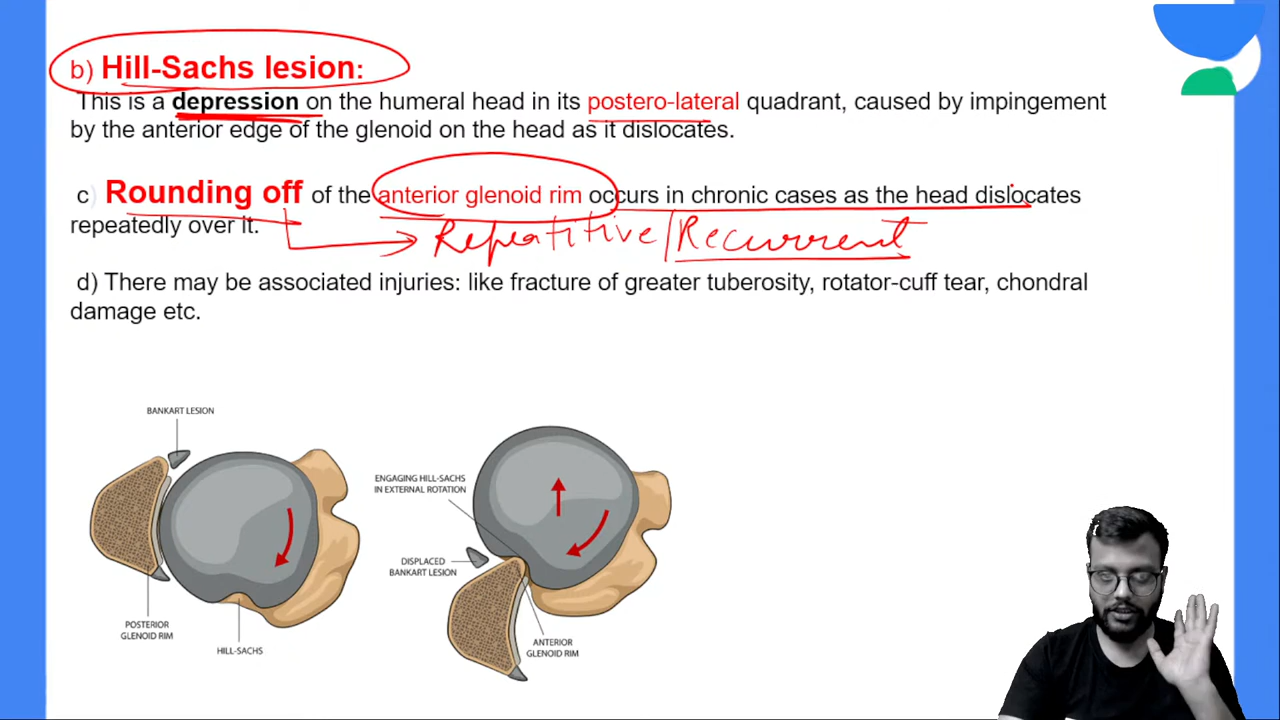 b) Hill-Sachs lesion:
This is a depression on the humeral head in its postero-lateral quadrant, caused by impingement
by the anterior edge of the glenoid on the head as it dislocates.
c) Rounding off of the anterior glenoid rim occurs in chronic cases as the head dislocates
repeatedly over it.
Repeatitive/Recurrent
d) There may be associated injuries: like fracture of greater tuberosity, rotator-cuff tear, chondral
damage etc.
BANKART LESION
POSTERIOR
GLENOID RIM
HILL-SACHS
ENGAGING HILL-SACHS
IN EXTERNAL ROTATION
DISPLACED
BANKART LESION
ANTERIOR
GLENOID RIM